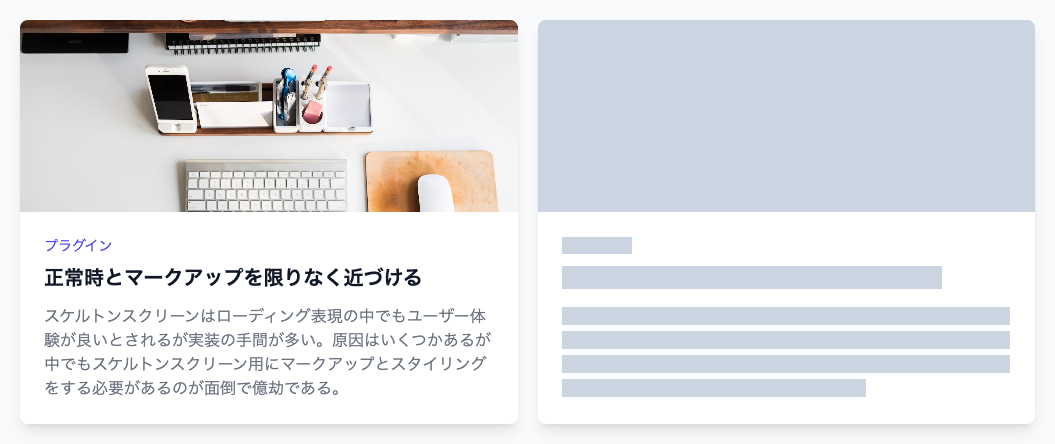 プラグイン
正常時とマークアップを限りなく近づける
スケルトンスクリーンはローディング表現の中でもユーザー体
験が良いとされるが実装の手間が多い。原因はいくつかあるが
中でもスケルトンスクリーン用にマークアップとスタイリング
をする必要があるのが面倒で億劫である。